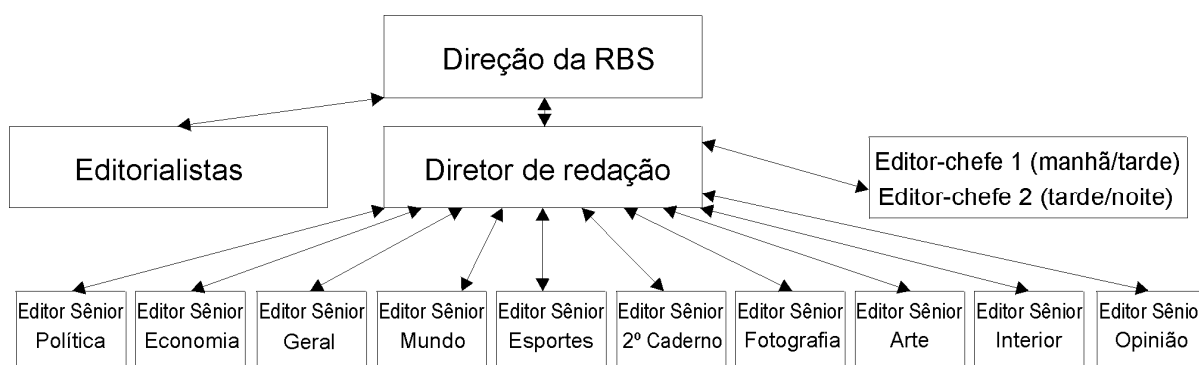 Direção da RBS
Editorialistas
Diretor de redação
Editor-chefe 1 (manhã/tarde)
Editor-chefe 2 (tarde/noite)
Editor Sênior
Política
Editor Sênior
Economia
Editor Sênior
Geral
Editor Sênior
Mundo
Editor Sênior
Esportes
Editor Sênior
2º Caderno
Editor Sênior
Fotografia
Editor Sênior
Arte
Editor Sênior
Interior
Editor Sênior
Opinião